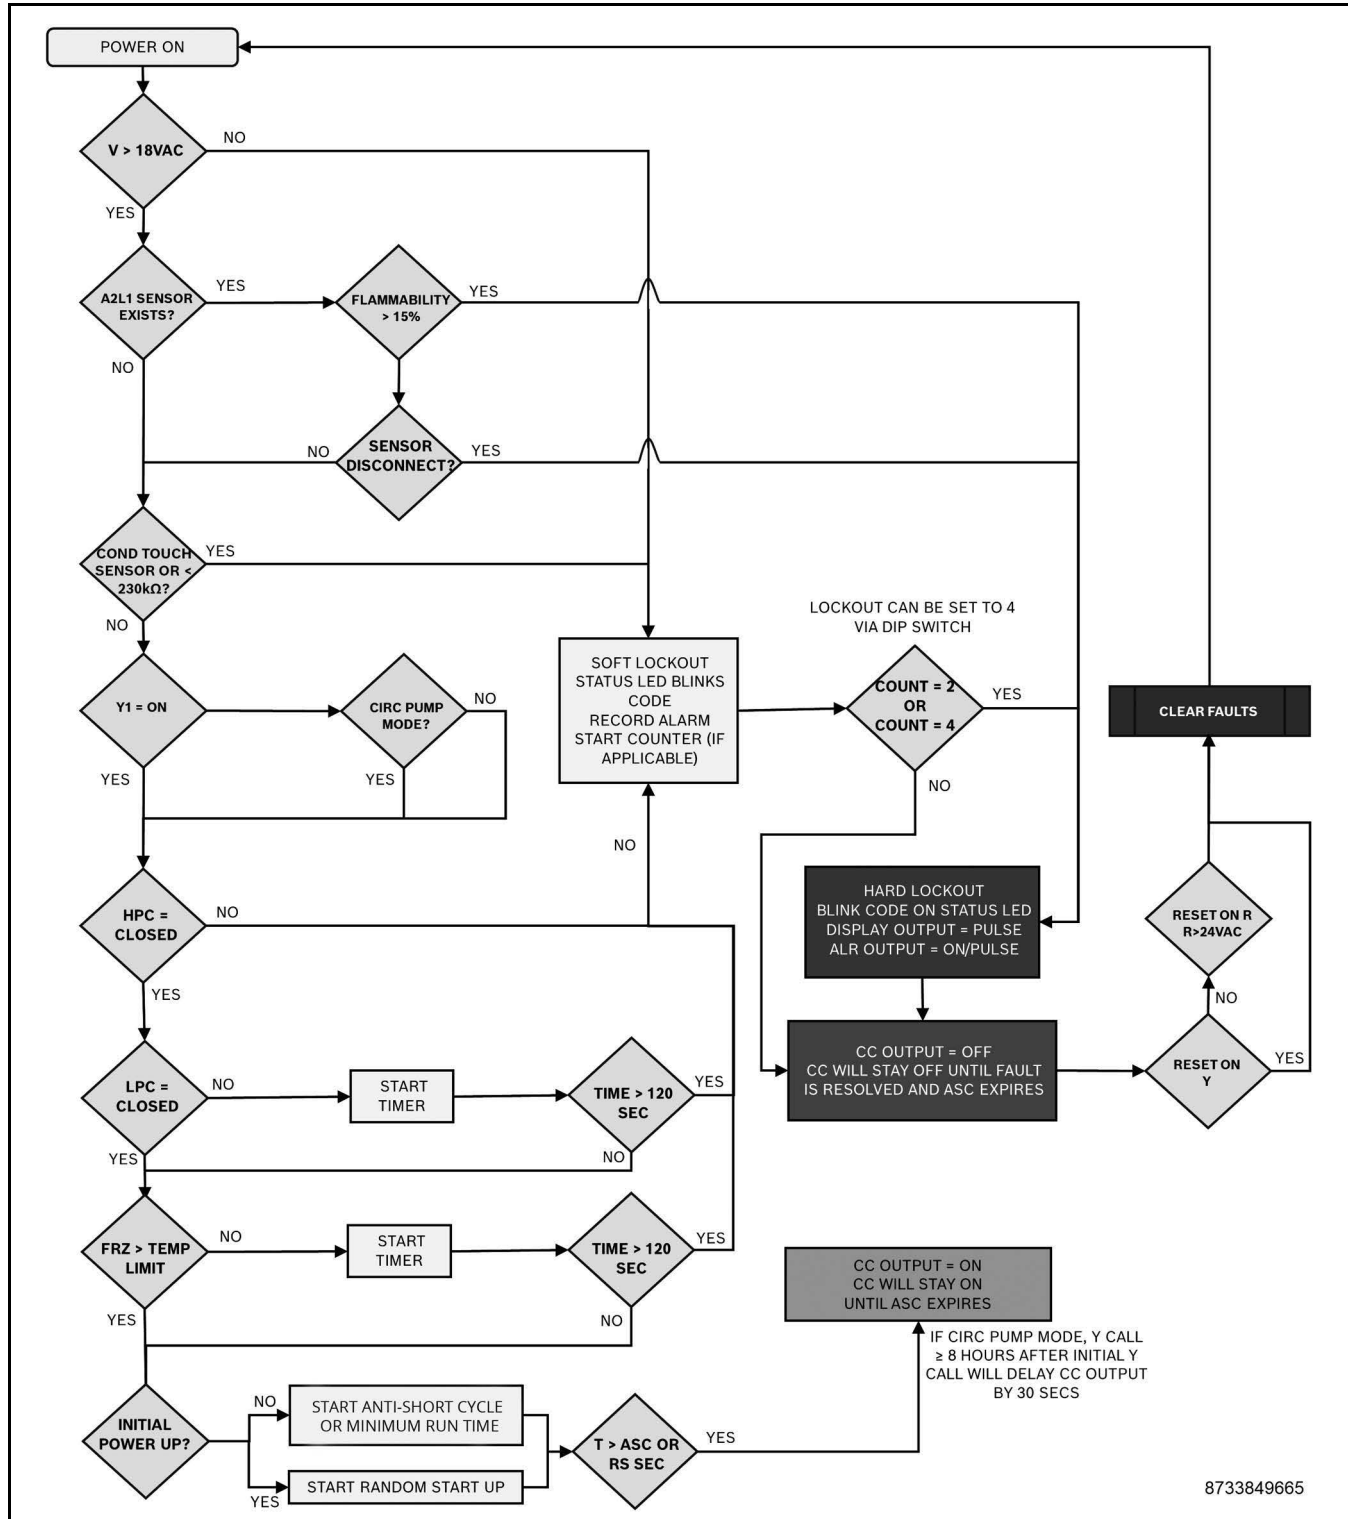 POWER ON
V > 18VAC
NO
YES
A2L1 SENSOR
EXISTS?
YES
FLAMMABILITY
> 15%
YES
NO
SENSOR
DISCONNECT?
NO
YES
COND TOUCH
SENSOR OR <
230kΩ?
YES
NO
LOCKOUT CAN BE SET TO 4
VIA DIP SWITCH
SOFT LOCKOUT
STATUS LED BLINKS
CODE
RECORD ALARM
START COUNTER (IF
APPLICABLE)
COUNT = 2
OR
COUNT = 4
YES
NO
Y1 = ON
CIRC PUMP
MODE?
NO
YES
YES
CLEAR FAULTS
NO
HPC =
CLOSED
NO
YES
HARD LOCKOUT
BLINK CODE ON STATUS LED
DISPLAY OUTPUT = PULSE
ALR OUTPUT = ON/PULSE
RESET ON R
R>24VAC
NO
CC OUTPUT = OFF
CC WILL STAY OFF UNTIL FAULT
IS RESOLVED AND ASC EXPIRES
RESET ON
Y
YES
LPC =
CLOSED
NO
START
TIMER
TIME > 120
SEC
YES
YES
NO
FRZ > TEMP
LIMIT
NO
START
TIMER
TIME > 120
SEC
YES
YES
NO
CC OUTPUT = ON
CC WILL STAY ON
UNTIL ASC EXPIRES
IF CIRC PUMP MODE, Y CALL
≥ 8 HOURS AFTER INITIAL Y
CALL WILL DELAY CC OUTPUT
BY 30 SECS
INITIAL
POWER UP?
NO
START ANTI-SHORT CYCLE
OR MINIMUM RUN TIME
YES
START RANDOM START UP
T > ASC OR
RS SEC
YES
8733849665